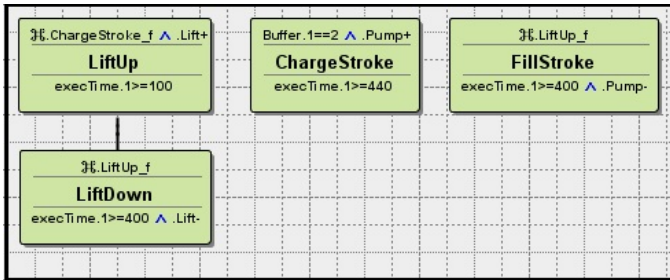 ⌘.ChargeStroke_f ∧ .Lift+
LiftUp
execTime.1>=100
Buffer.1==2 ∧ .Pump+
ChargeStroke
execTime.1>=440
⌘.LiftUp_f
FillStroke
execTime.1>=400 ∧ .Pump-
⌘.LiftUp_f
LiftDown
execTime.1>=400 ∧ .Lift-